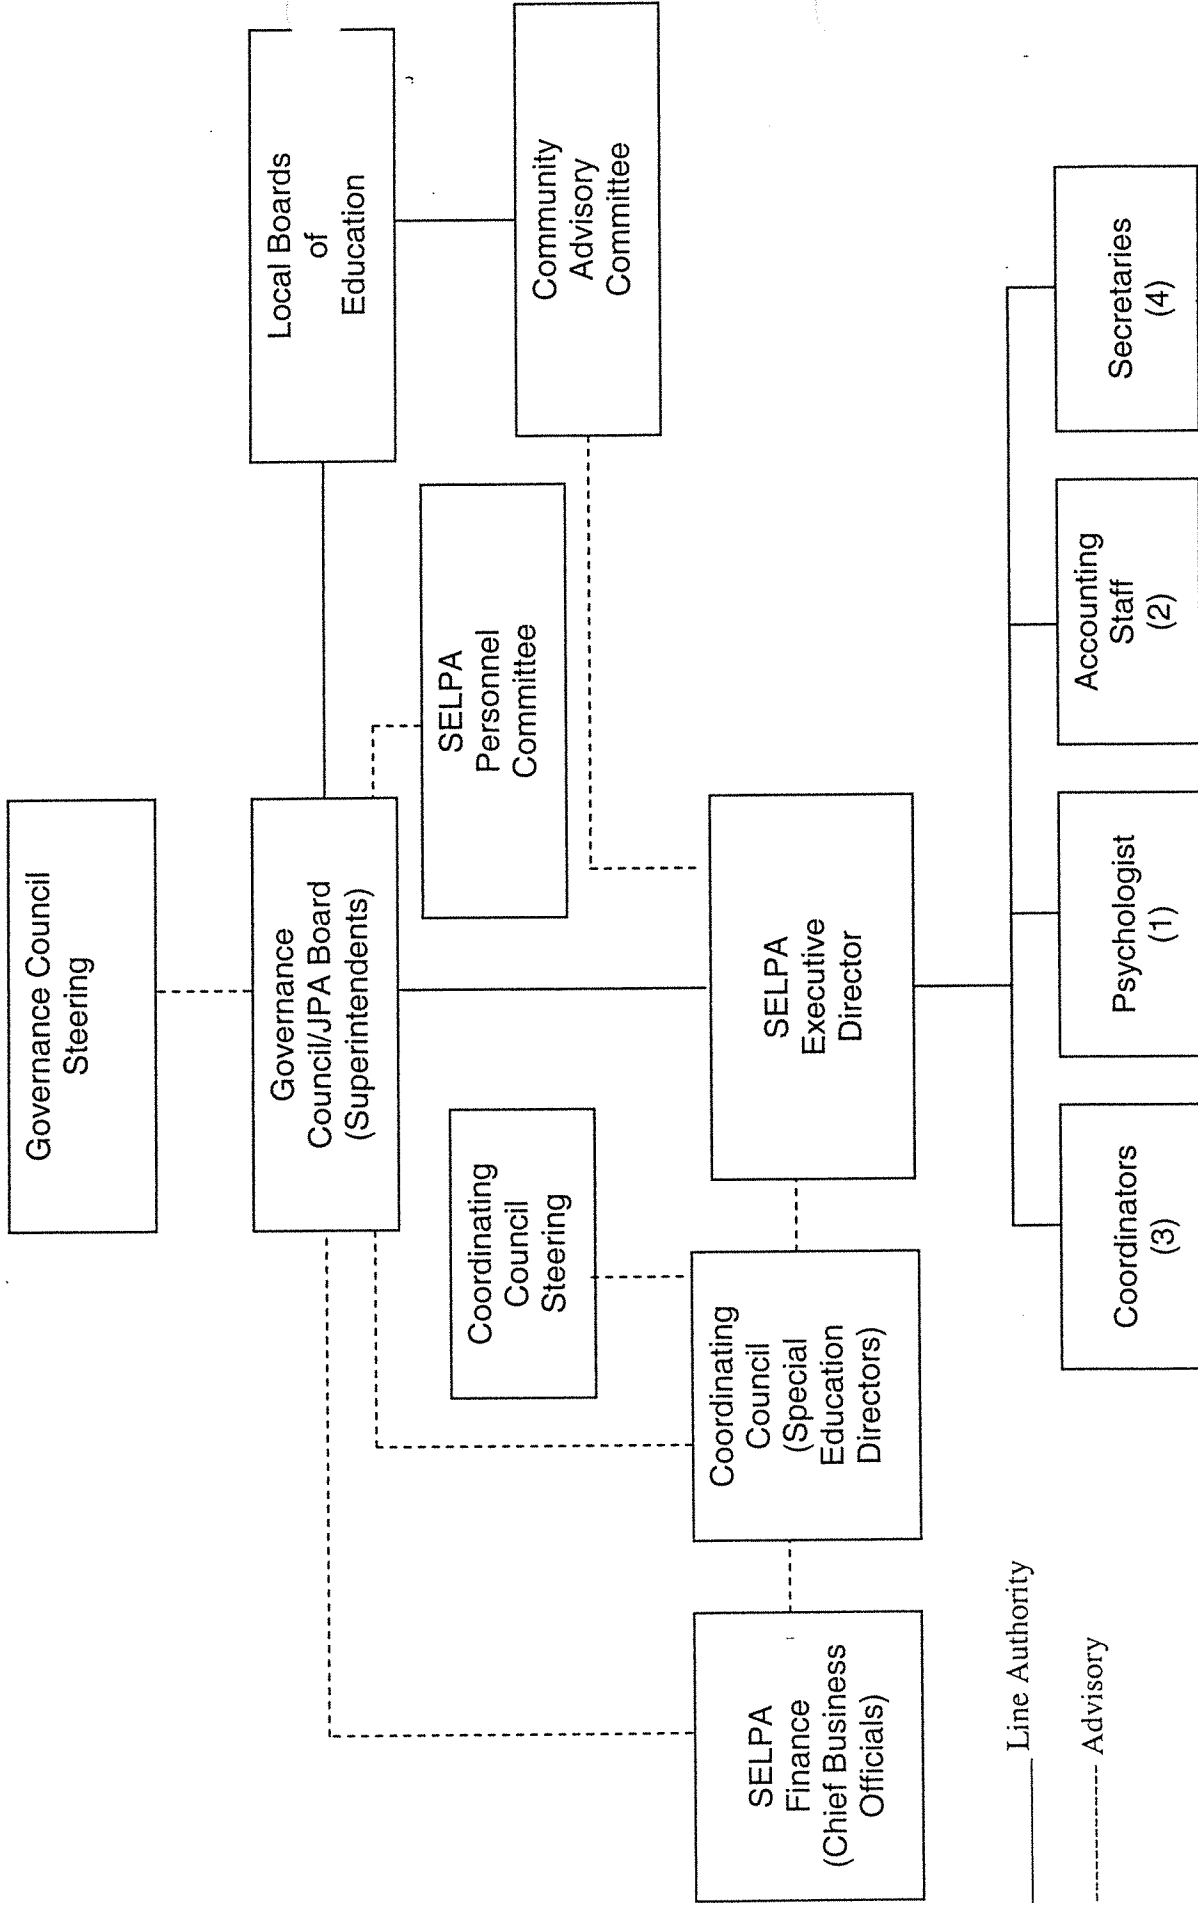 Governance Council
Steering
Governance
Council/JPA Board
(Superintendents)
Local Boards
of
Education
SELPA
Personnel
Committee
Community
Advisory
Committee
Coordinating
Council
Steering
SELPA
Finance
(Chief Business
Officials)
Coordinating
Council
(Special
Education
Directors)
SELPA
Executive
Director
Coordinators
(3)
Psychologist
(1)
Accounting
Staff
(2)
Secretaries
(4)
Line Authority
Advisory